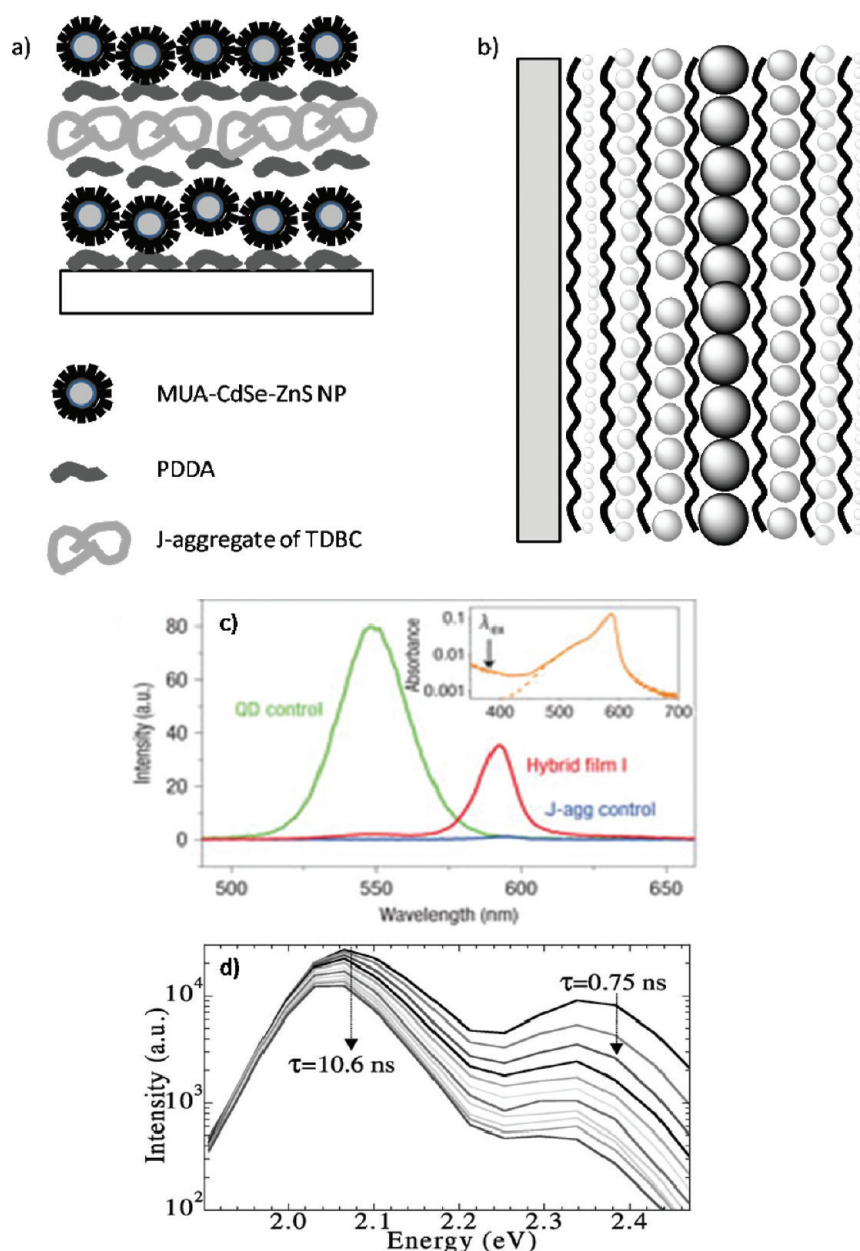 a)
MUA-CdSe-ZnS NP
PDDA
J-aggregate of TDBC
b)
c)
80
60
40
20
0
Intensity (a.u.)
QD control
Hybrid film I
J-agg control
500
550
600
650
Wavelength (nm)
0.1
0.01
0.001
Absorbance
λex
400
500
600
700
d)
10⁴
10³
10²
Intensity (a.u.)
τ=10.6 ns
τ=0.75 ns
2.0
2.1
2.2
2.3
2.4
Energy (eV)